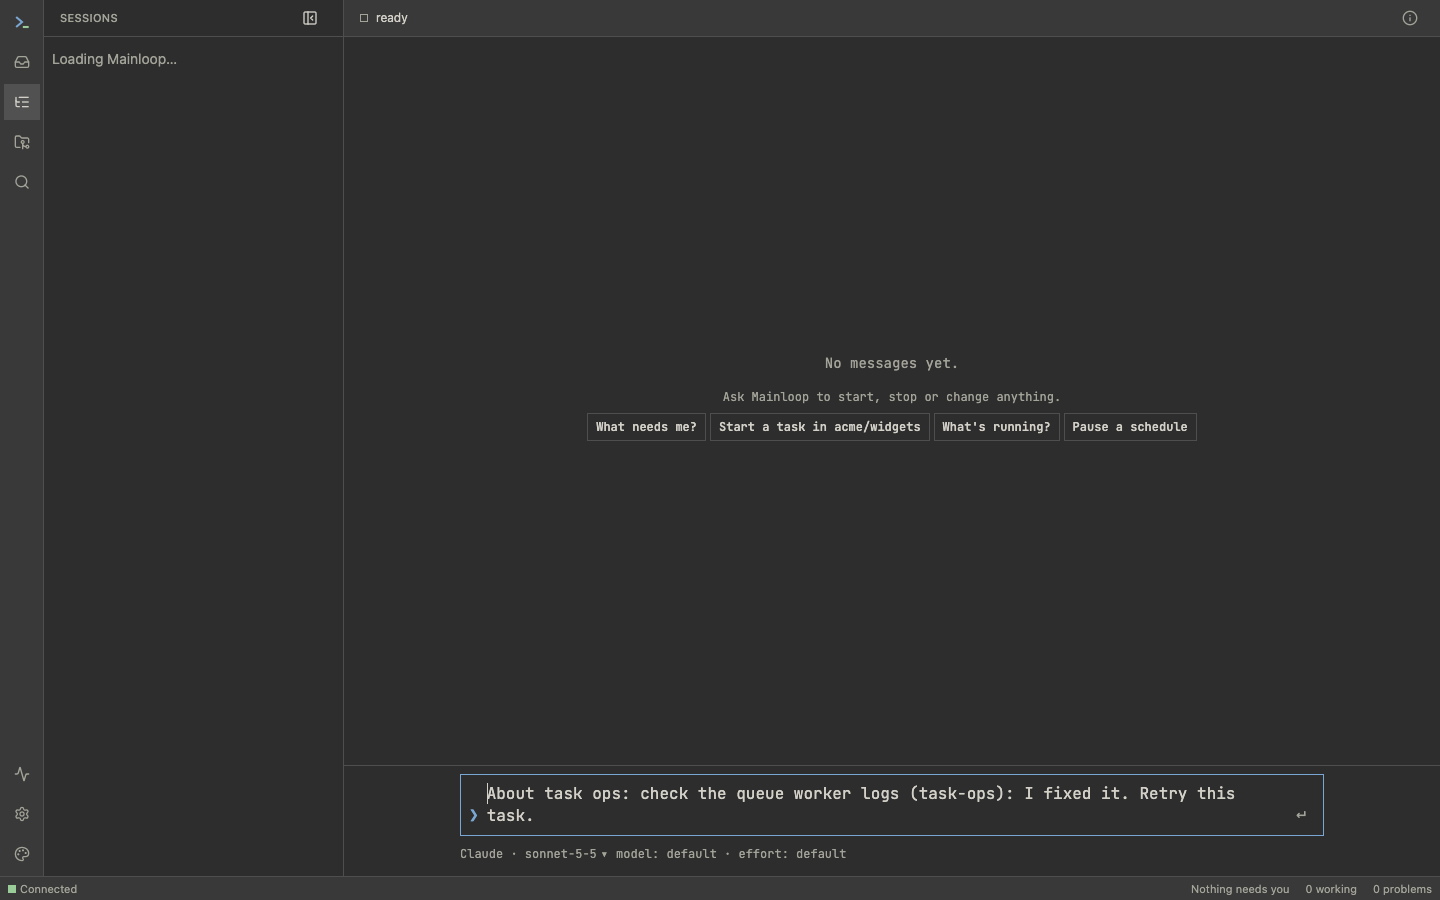 SESSIONS
ready
Loading Mainloop...
No messages yet.
Ask Mainloop to start, stop or change anything.
What needs me?
Start a task in acme/widgets
What's running?
Pause a schedule
About task ops: check the queue worker logs (task-ops): I fixed it. Retry this
task.
Claude · sonnet-5-5 ▾ model: default · effort: default
Connected
Nothing needs you
0 working
0 problems